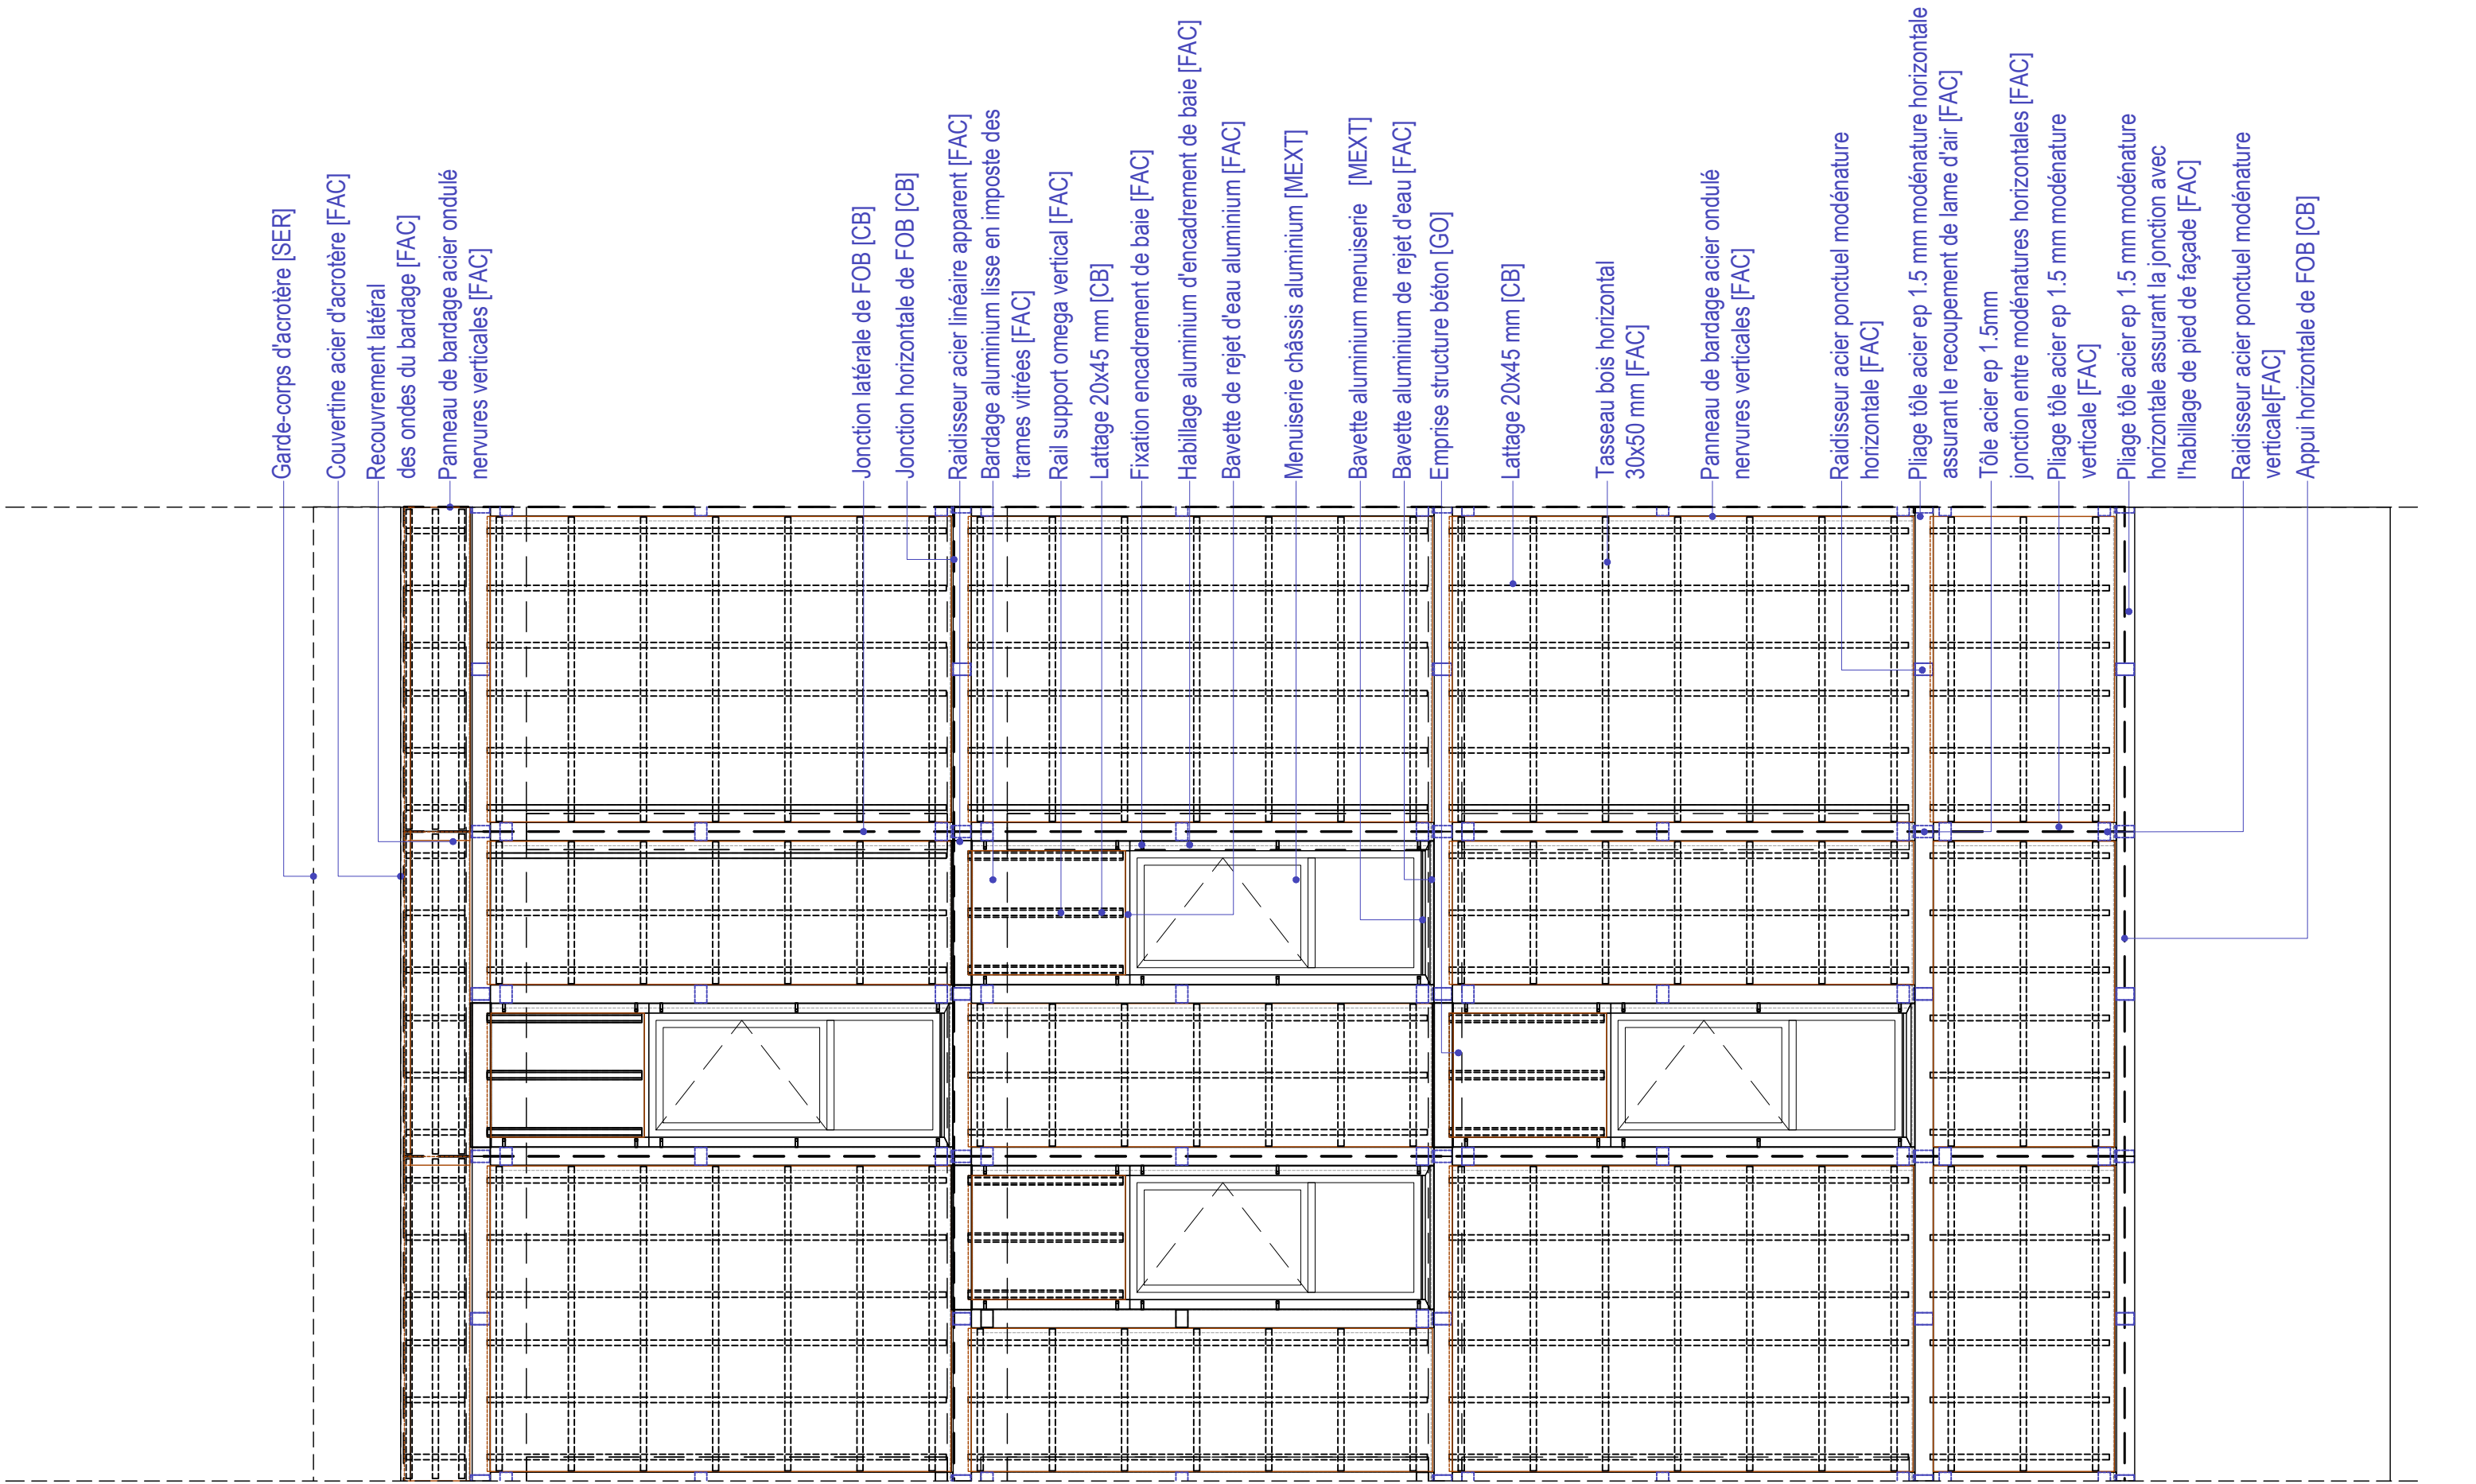 Garde-corps d'acrotère [SER]
Couvertine acier d'acrotère [FAC]
Recouvrement latéral
des ondes du bardage [FAC]
Panneau de bardage acier ondulé
nervures verticales [FAC]
Jonction latérale de FOB [CB]
Jonction horizontale de FOB [CB]
Raidisseur acier linéaire apparent [FAC]
Bardage aluminium lisse en imposte des
trames vitrées [FAC]
Rail support omega vertical [FAC]
Lattage 20x45 mm [CB]
Fixation encadrement de baie [FAC]
Habillage aluminium d'encadrement de baie [FAC]
Bavette de rejet d'eau aluminium [FAC]
Menuiserie châssis aluminium [MEXT]
Bavette aluminium menuiserie [MEXT]
Bavette aluminium de rejet d'eau [FAC]
Emprise structure béton [GO]
Lattage 20x45 mm [CB]
Tasseau bois horizontal
30x50 mm [FAC]
Panneau de bardage acier ondulé
nervures verticales [FAC]
Raidisseur acier ponctuel modénature
horizontale [FAC]
Pliage tôle acier ep 1.5 mm modénature horizontale
assurant le recoupement de lame d'air [FAC]
Tôle acier ep 1.5mm
jonction entre modénatures horizontales [FAC]
Pliage tôle acier ep 1.5 mm modénature
verticale [FAC]
Pliage tôle acier ep 1.5 mm modénature
horizontale assurant la jonction avec
l'habillage de pied de façade [FAC]
Raidisseur acier ponctuel modénature
verticale[FAC]
Appui horizontale de FOB [CB]